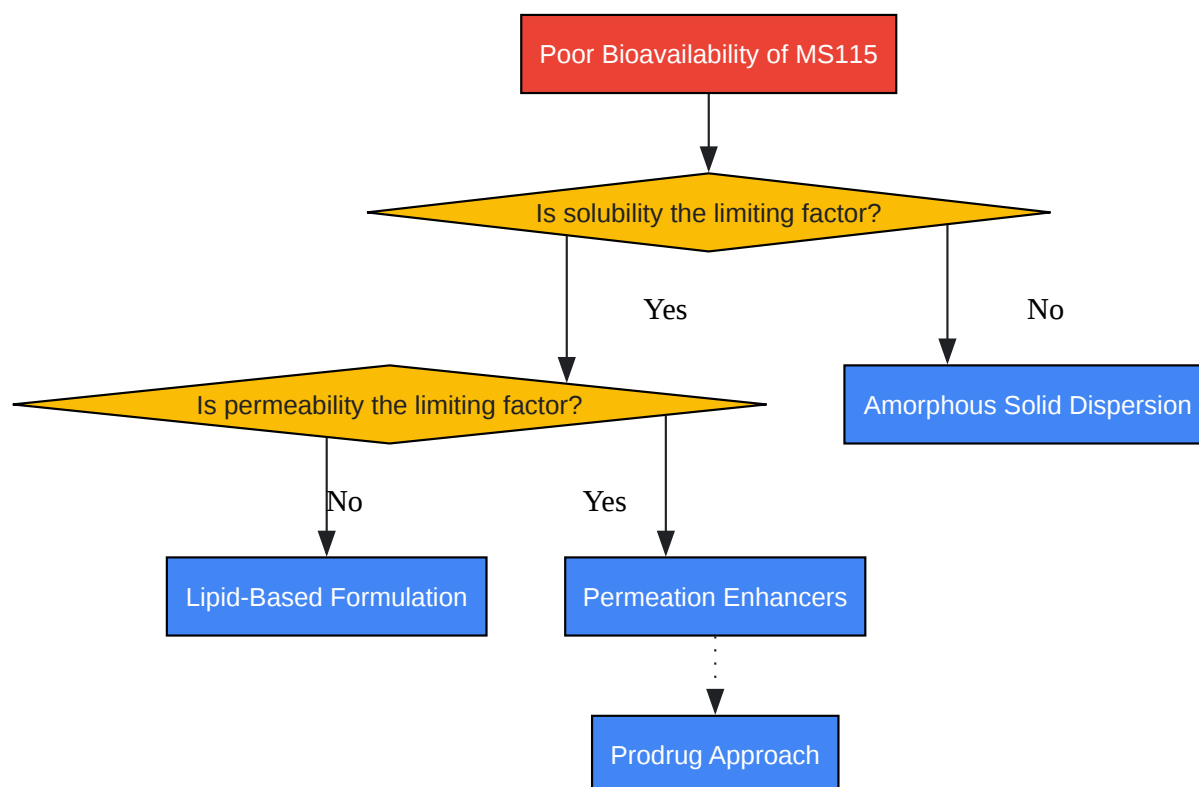 Poor Bioavailability of MS115
Is solubility the limiting factor?
Yes
No
Is permeability the limiting factor?
Amorphous Solid Dispersion
No
Yes
Lipid-Based Formulation
Permeation Enhancers
Prodrug Approach